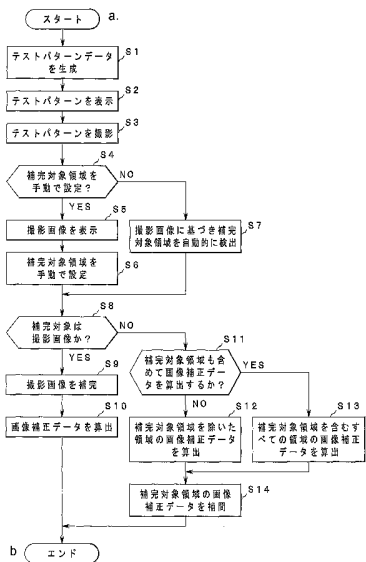 スタート a.
S1
テストパターンデータ
を生成
S2
テストパターンを表示
S3
テストパターンを撮影
S4
補完対象領域を
手動で設定?
NO
YES
S5
撮影画像を表示
S6
補完対象領域を
手動で設定
S7
撮影画像に基づき補完
対象領域を自動的に検出
S8
補完対象は
撮影画像か?
NO
YES
S9
撮影画像を補完
S10
画像補正データを算出
S11
補完対象領域も含
めて画像補正デー
タを算出するか?
YES
NO
S12
補完対象領域を除いた
領域の画像補正データ
を算出
S13
補完対象領域を含むす
べての領域の画像補正
データを算出
S14
補完対象領域の画像
補正データを補間
b エンド